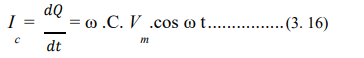 I c = dQ / dt = ω .C. V m .cos ω t................(3. 16)